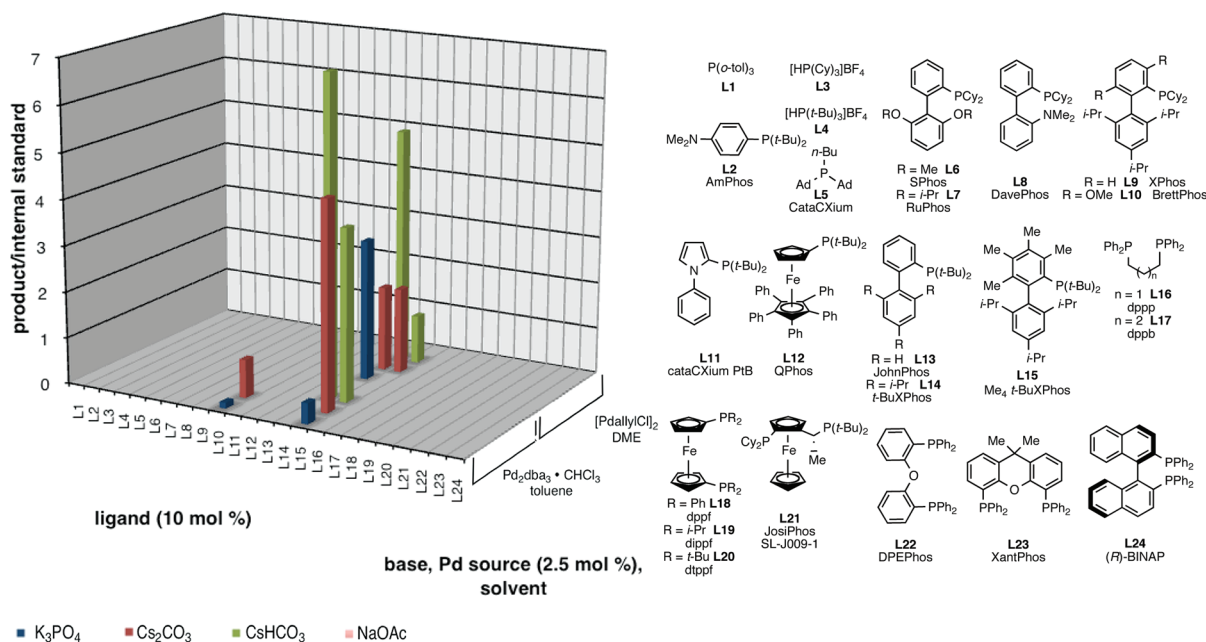 7
6
5
4
3
2
1
0
product/internal standard
L1
L2
L3
L4
L5
L6
L7
L8
L9
L10
L11
L12
L13
L14
L15
L16
L17
L18
L19
L20
L21
L22
L23
L24
ligand (10 mol %)
[PdallylCl]₂
DME
Pd₂dba₃ • CHCl₃
toluene
base, Pd source (2.5 mol %),
solvent
K₃PO₄ Cs₂CO₃ CsHCO₃ NaOAc
P(o-tol)₃
L1
[HP(Cy)₃]BF₄
L3
[HP(t-Bu)₃]BF₄
L4
Me₂N P(t-Bu)₂
L2
AmPhos
n-Bu
P
Ad Ad
L5
CataCXium
PCy₂
RO OR
R = Me L6
SPhos
R = i-Pr L7
RuPhos
PCy₂
NMe₂
L8
DavePhos
R
PCy₂
R
i-Pr i-Pr
i-Pr
R = H L9 XPhos
R = OMe L10 BrettPhos
N P(t-Bu)₂
L11
cataCXium PtB
P(t-Bu)₂
Fe
Ph Ph
Ph Ph
Ph
L12
QPhos
P(t-Bu)₂
R R
R
R = H L13
JohnPhos
R = i-Pr L14
t-BuXPhos
Me
Me Me
Me P(t-Bu)₂
i-Pr i-Pr
i-Pr
L15
Me₄ t-BuXPhos
Ph₂P PPh₂
n
n = 1 L16
dppp
n = 2 L17
dppb
PR₂
Fe
PR₂
R = Ph L18
dppf
R = i-Pr L19
dippf
R = t-Bu L20
dtppf
P(t-Bu)₂
Cy₂P
Fe Me
L21
JosiPhos
SL-J009-1
PPh₂
O
PPh₂
L22
DPEPhos
Me Me
O
PPh₂ PPh₂
L23
XantPhos
PPh₂
PPh₂
L24
(R)-BINAP